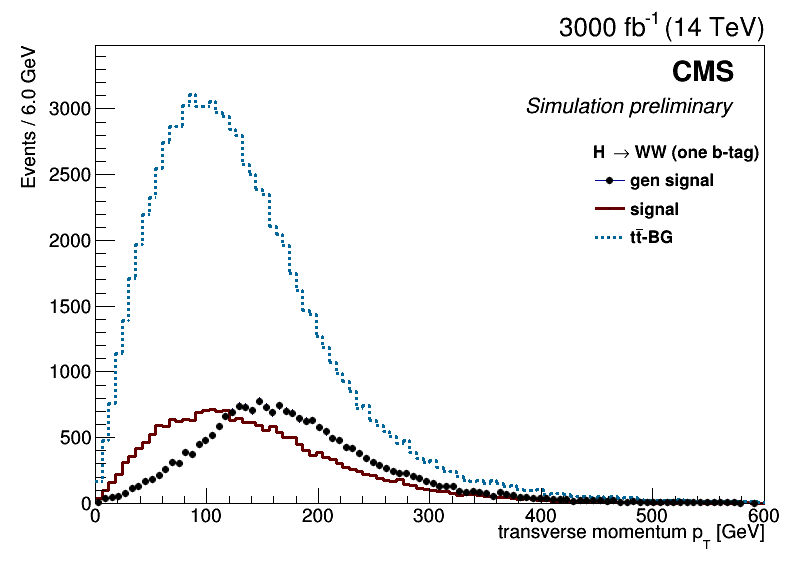 3000 fb⁻¹ (14 TeV)
CMS
Simulation preliminary
H → WW (one b-tag)
gen signal
signal
tt̄-BG
Events / 6.0 GeV
3000
2500
2000
1500
1000
500
0
0 100 200 300 400 500 600
transverse momentum p_T [GeV]